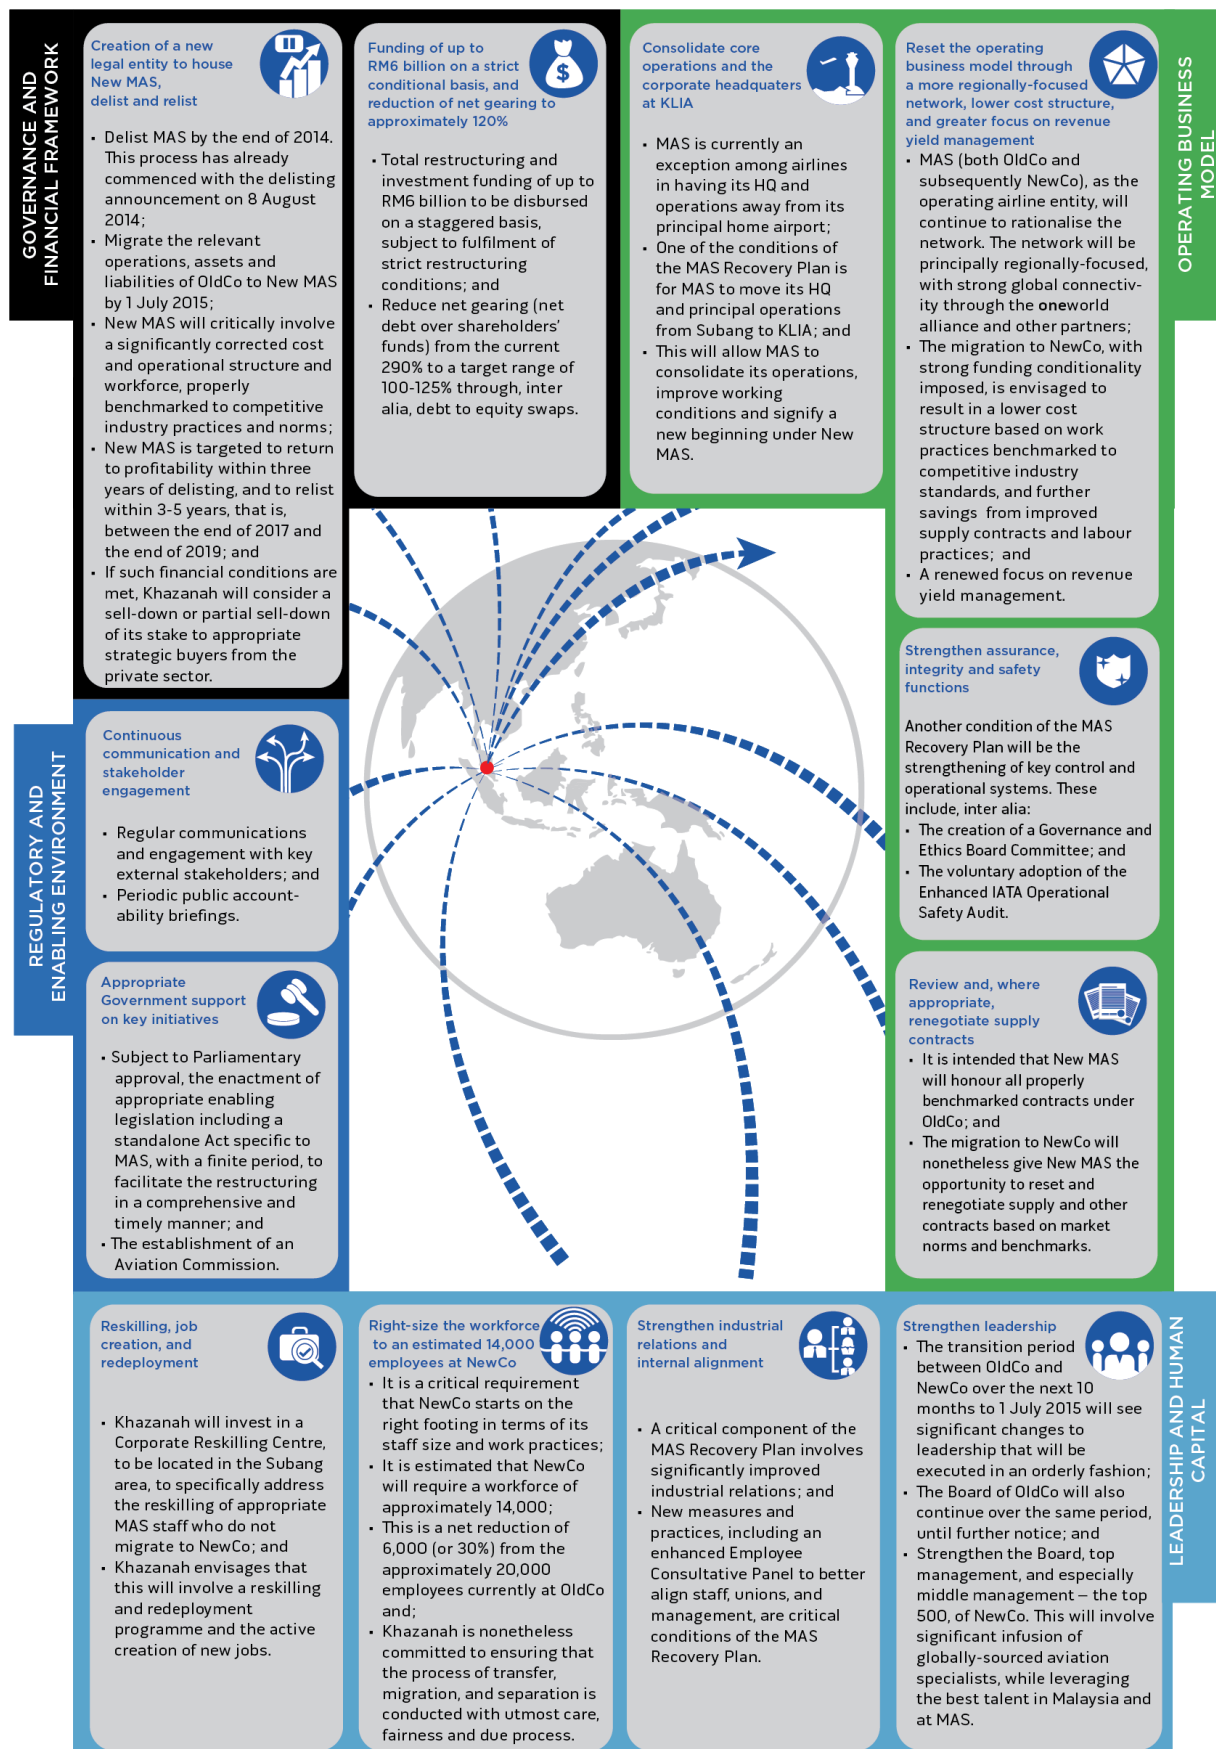 GOVERNANCE AND
FINANCIAL FRAMEWORK
Creation of a new
legal entity to house
New MAS,
delist and relist
• Delist MAS by the end of 2014.
This process has already
commenced with the delisting
announcement on 8 August
2014;
• Migrate the relevant
operations, assets and
liabilities of OldCo to New MAS
by 1 July 2015;
• New MAS will critically involve
a significantly corrected cost
and operational structure and
workforce, properly
benchmarked to competitive
industry practices and norms;
• New MAS is targeted to return
to profitability within three
years of delisting, and to relist
within 3-5 years, that is,
between the end of 2017 and
the end of 2019; and
• If such financial conditions are
met, Khazanah will consider a
sell-down or partial sell-down
of its stake to appropriate
strategic buyers from the
private sector.
Funding of up to
RM6 billion on a strict
conditional basis, and
reduction of net gearing to
approximately 120%
• Total restructuring and
investment funding of up to
RM6 billion to be disbursed
on a staggered basis,
subject to fulfilment of
strict restructuring
conditions; and
• Reduce net gearing (net
debt over shareholders'
funds) from the current
290% to a target range of
100-125% through, inter
alia, debt to equity swaps.
OPERATING BUSINESS
MODEL
Consolidate core
operations and the
corporate headquaters
at KLIA
• MAS is currently an
exception among airlines
in having its HQ and
operations away from its
principal home airport;
• One of the conditions of
the MAS Recovery Plan is
for MAS to move its HQ
and principal operations
from Subang to KLIA; and
• This will allow MAS to
consolidate its operations,
improve working
conditions and signify a
new beginning under New
MAS.
Reset the operating
business model through
a more regionally-focused
network, lower cost structure,
and greater focus on revenue
yield management
• MAS (both OldCo and
subsequently NewCo), as the
operating airline entity, will
continue to rationalise the
network. The network will be
principally regionally-focused,
with strong global connectiv-
ity through the oneworld
alliance and other partners;
• The migration to NewCo, with
strong funding conditionality
imposed, is envisaged to
result in a lower cost
structure based on work
practices benchmarked to
competitive industry
standards, and further
savings from improved
supply contracts and labour
practices; and
• A renewed focus on revenue
yield management.
Strengthen assurance,
integrity and safety
functions
Another condition of the MAS
Recovery Plan will be the
strengthening of key control and
operational systems. These
include, inter alia:
• The creation of a Governance and
Ethics Board Committee; and
• The voluntary adoption of the
Enhanced IATA Operational
Safety Audit.
Review and, where
appropriate,
renegotiate supply
contracts
• It is intended that New MAS
will honour all properly
benchmarked contracts under
OldCo; and
• The migration to NewCo will
nonetheless give New MAS the
opportunity to reset and
renegotiate supply and other
contracts based on market
norms and benchmarks.
REGULATORY AND
ENABLING ENVIRONMENT
Continuous
communication and
stakeholder
engagement
• Regular communications
and engagement with key
external stakeholders; and
• Periodic public account-
ability briefings.
Appropriate
Government support
on key initiatives
• Subject to Parliamentary
approval, the enactment of
appropriate enabling
legislation including a
standalone Act specific to
MAS, with a finite period, to
facilitate the restructuring
in a comprehensive and
timely manner; and
• The establishment of an
Aviation Commission.
LEADERSHIP AND HUMAN
CAPITAL
Reskilling, job
creation, and
redeployment
• Khazanah will invest in a
Corporate Reskilling Centre,
to be located in the Subang
area, to specifically address
the reskilling of appropriate
MAS staff who do not
migrate to NewCo; and
• Khazanah envisages that
this will involve a reskilling
and redeployment
programme and the active
creation of new jobs.
Right-size the workforce
to an estimated 14,000
employees at NewCo
• It is a critical requirement
that NewCo starts on the
right footing in terms of its
staff size and work practices;
• It is estimated that NewCo
will require a workforce of
approximately 14,000;
• This is a net reduction of
6,000 (or 30%) from the
approximately 20,000
employees currently at OldCo
and;
• Khazanah is nonetheless
committed to ensuring that
the process of transfer,
migration, and separation is
conducted with utmost care,
fairness and due process.
Strengthen industrial
relations and
internal alignment
• A critical component of the
MAS Recovery Plan involves
significantly improved
industrial relations; and
• New measures and
practices, including an
enhanced Employee
Consultative Panel to better
align staff, unions, and
management, are critical
conditions of the MAS
Recovery Plan.
Strengthen leadership
• The transition period
between OldCo and
NewCo over the next 10
months to 1 July 2015 will see
significant changes to
leadership that will be
executed in an orderly fashion;
• The Board of OldCo will also
continue over the same period,
until further notice; and
• Strengthen the Board, top
management, and especially
middle management – the top
500, of NewCo. This will involve
significant infusion of
globally-sourced aviation
specialists, while leveraging
the best talent in Malaysia and
at MAS.